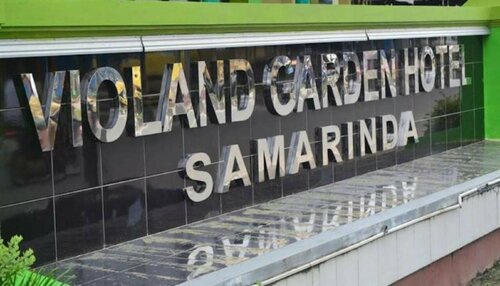 VIOLAND GARDEN HOTEL
SAMARINDA